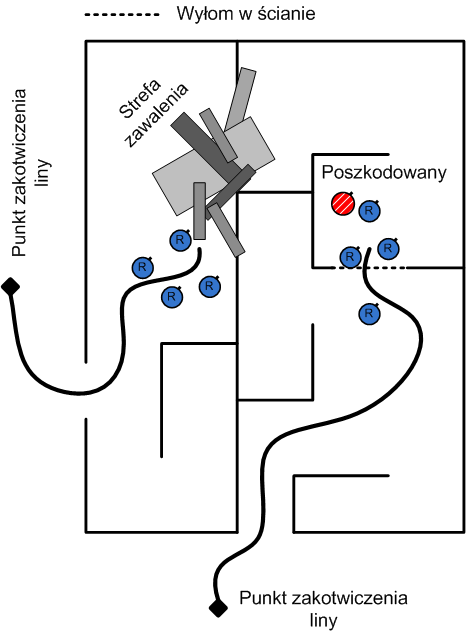 Wyłom w ścianie
Strefa
zawalenia
Punkt zakotwiczenia
liny
Poszkodowany
R
R
R
R
R
R
R
R
Punkt zakotwiczenia
liny